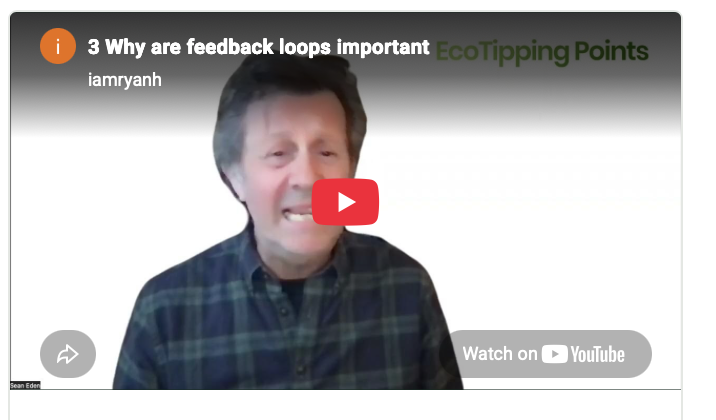 i
3 Why are feedback loops important
EcoTipping Points
iamryanh
Watch on YouTube
Sean Eden